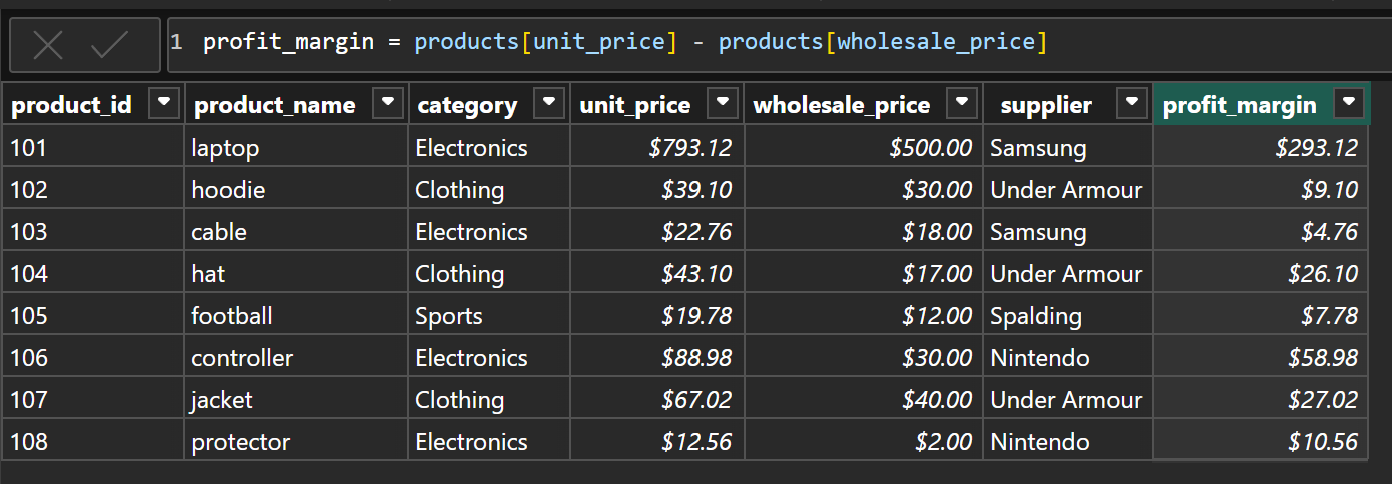 1 profit_margin = products[unit_price] - products[wholesale_price]
product_id product_name category unit_price wholesale_price supplier profit_margin
101 laptop Electronics $793.12 $500.00 Samsung $293.12
102 hoodie Clothing $39.10 $30.00 Under Armour $9.10
103 cable Electronics $22.76 $18.00 Samsung $4.76
104 hat Clothing $43.10 $17.00 Under Armour $26.10
105 football Sports $19.78 $12.00 Spalding $7.78
106 controller Electronics $88.98 $30.00 Nintendo $58.98
107 jacket Clothing $67.02 $40.00 Under Armour $27.02
108 protector Electronics $12.56 $2.00 Nintendo $10.56